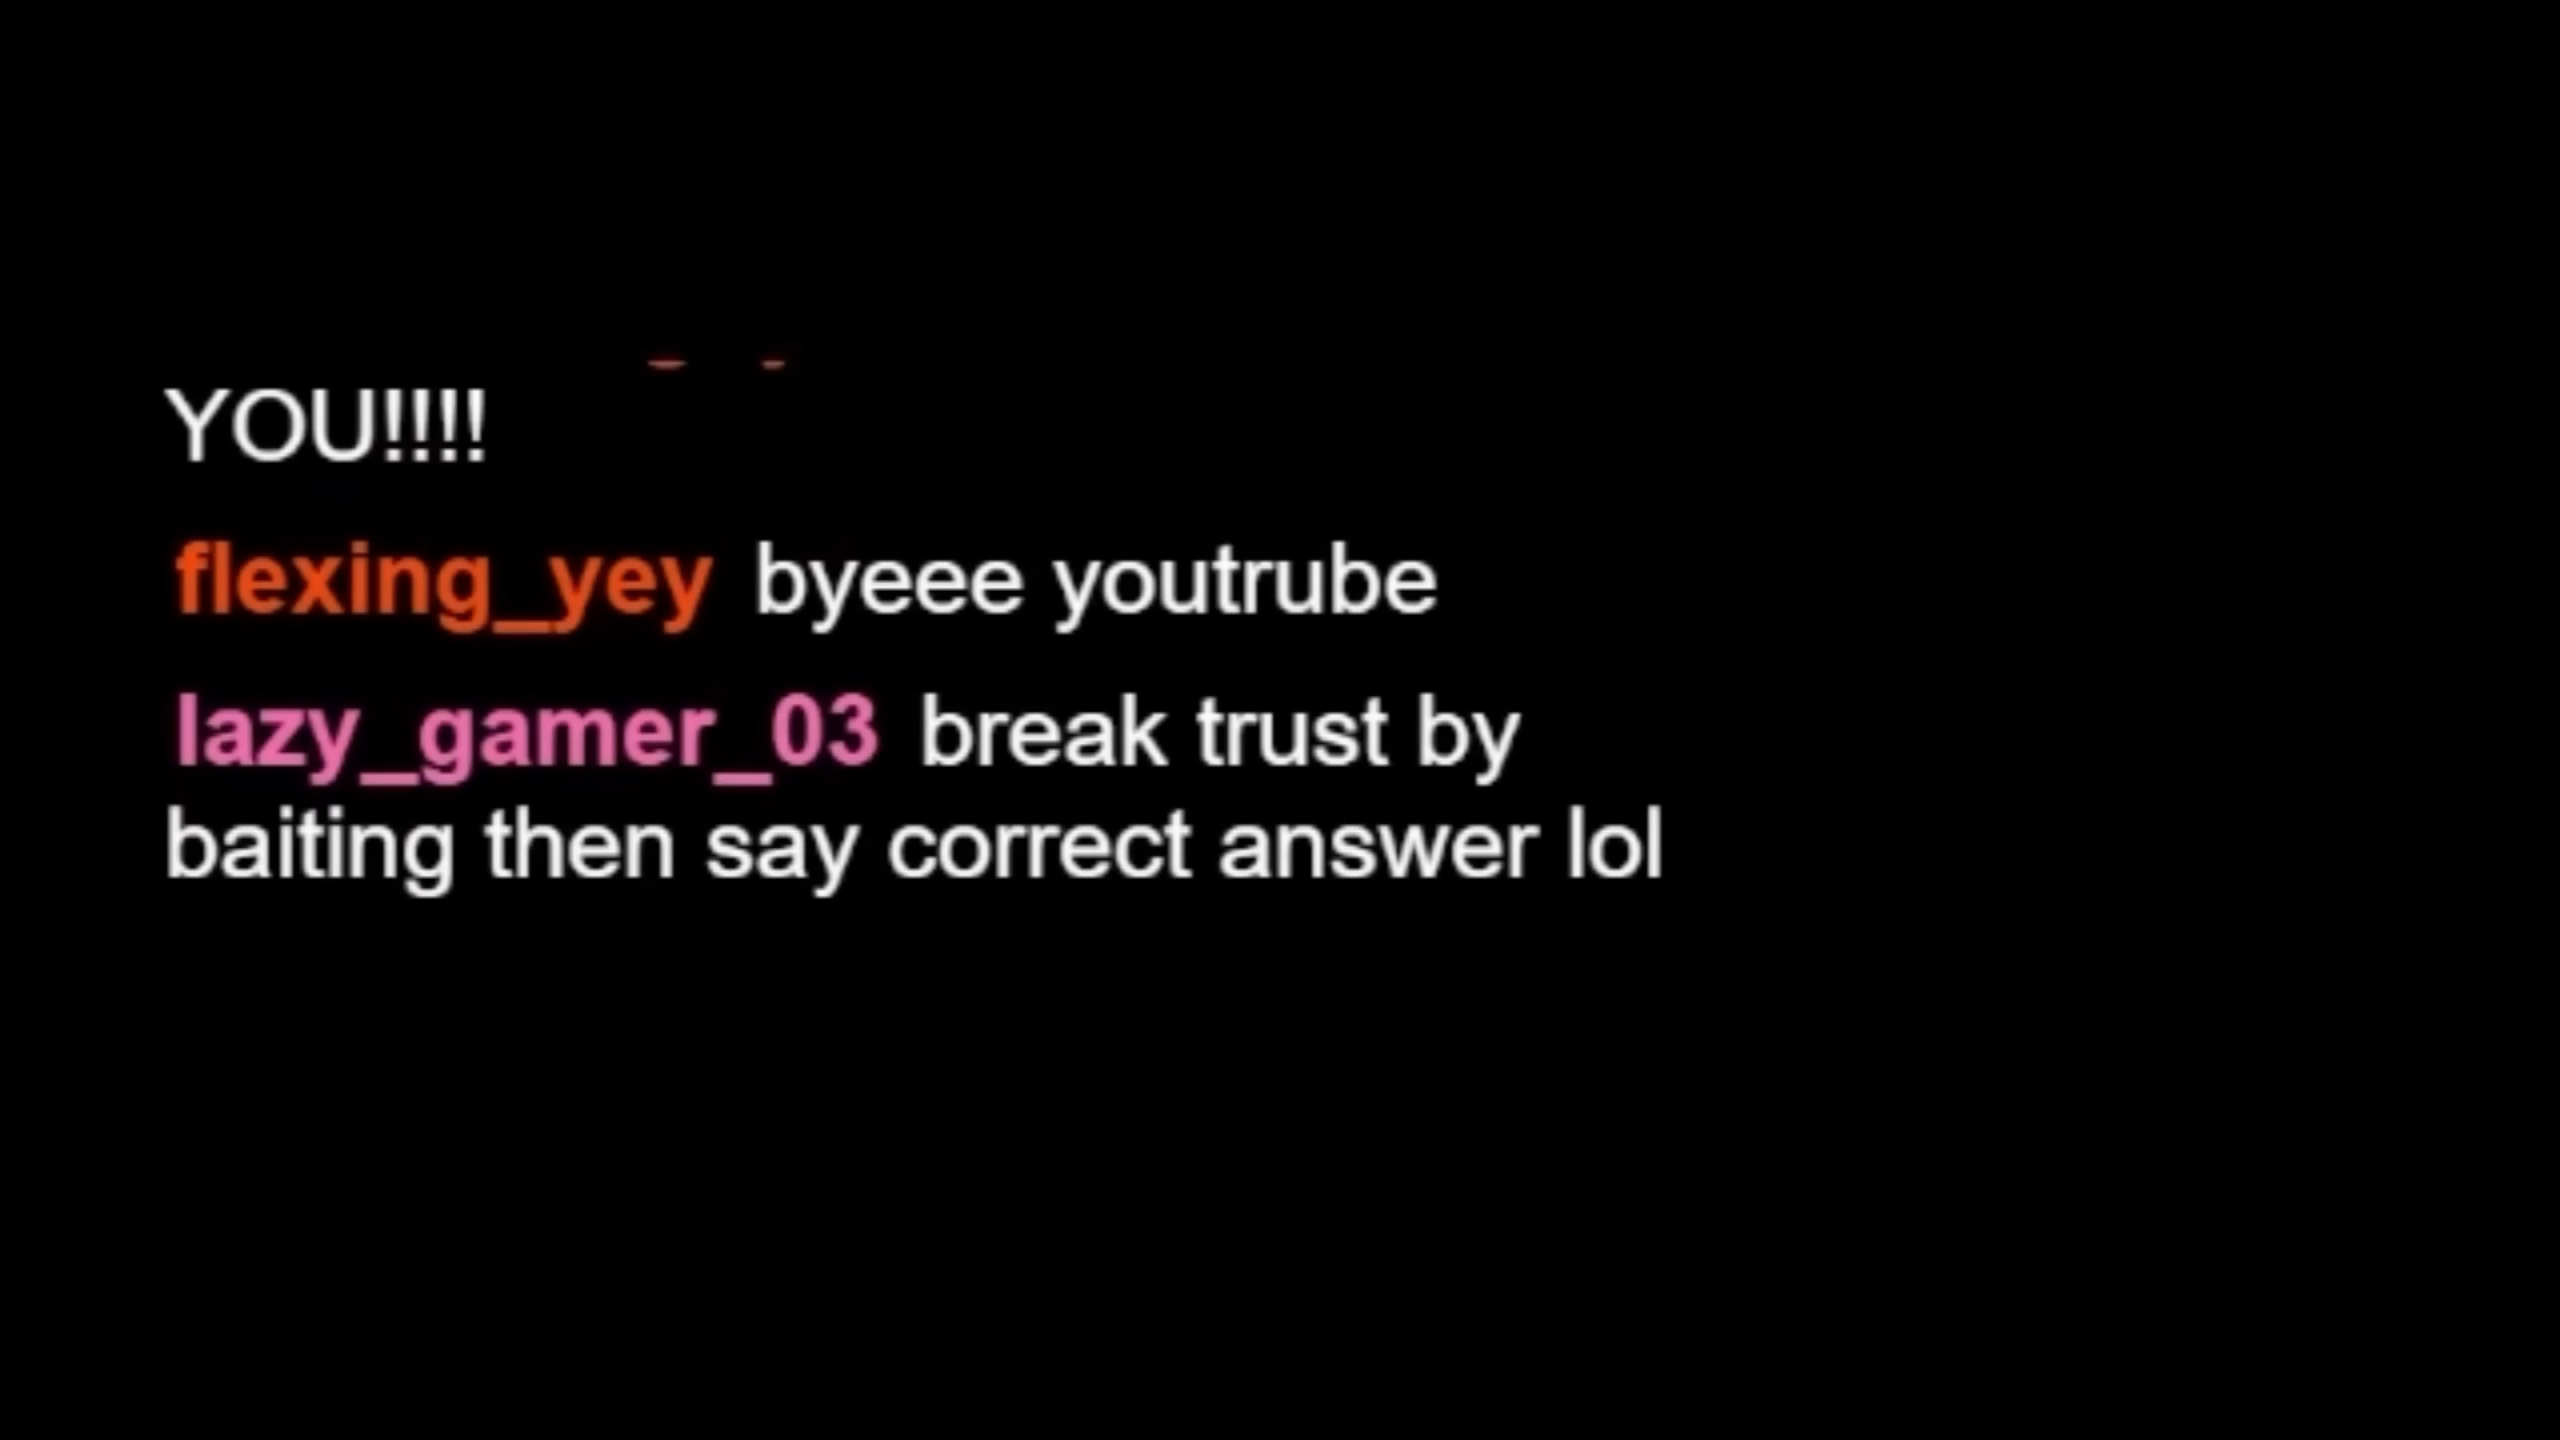 YOU!!!!
flexing_yey byeee youtrube
lazy_gamer_03 break trust by
baiting then say correct answer lol